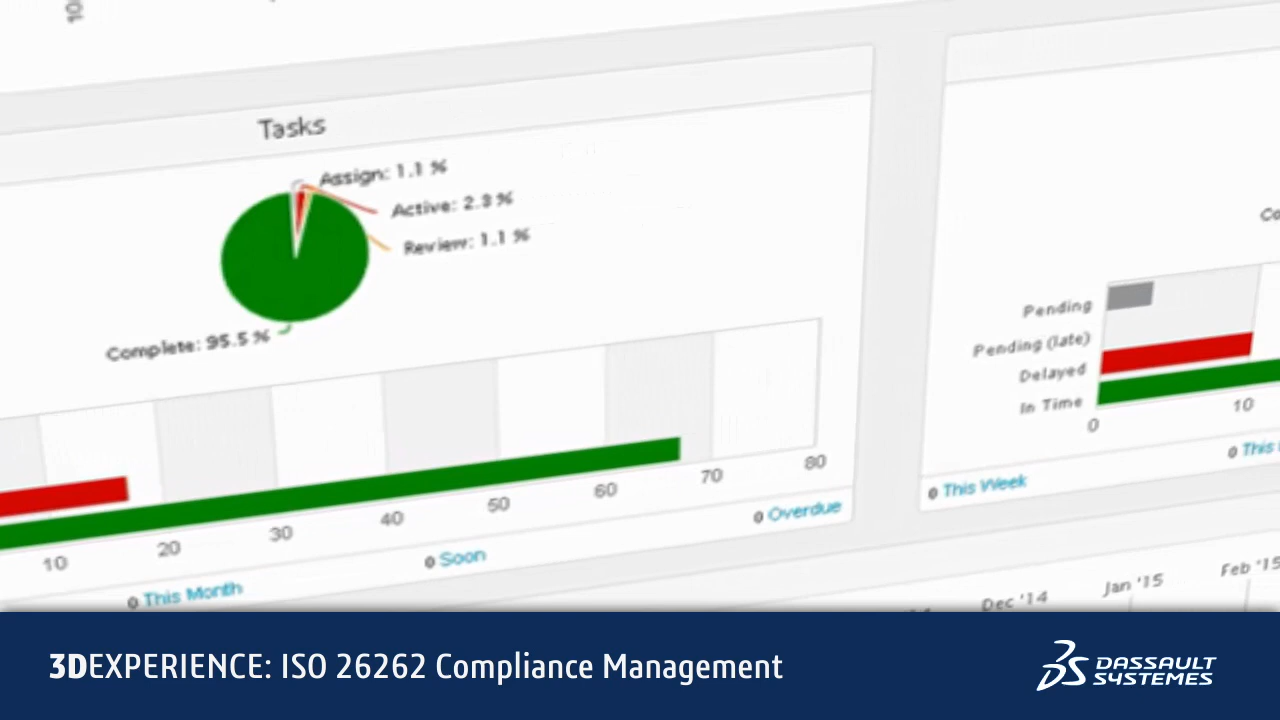 Tasks
Assign: 1.1 %
Active: 2.3 %
Review: 1.1 %
Complete: 95.5 %
10 20 30 40 50 60 70 80
0 This Month
0 Soon
0 Overdue
Pending
Pending (late)
Delayed
In Time
0 10
0 This Week
0 This
Dec '14 Jan '15 Feb '15
3DEXPERIENCE: ISO 26262 Compliance Management
DASSAULT
SYSTEMES